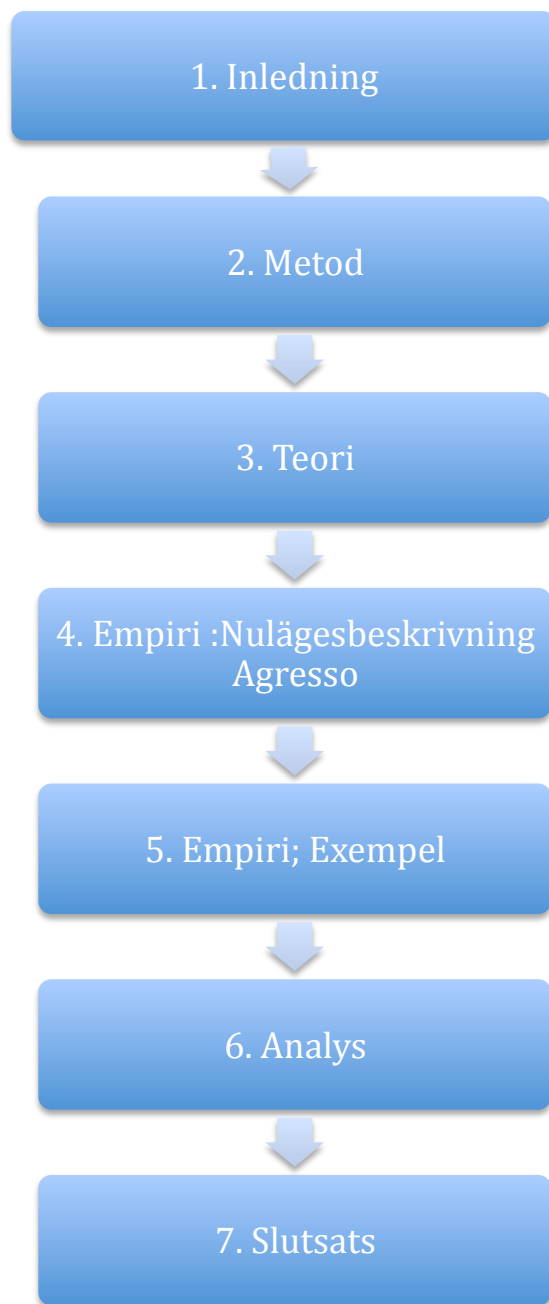 1. Inledning
2. Metod
3. Teori
4. Empiri :Nulägesbeskrivning
Agresso
5. Empiri; Exempel
6. Analys
7. Slutsats